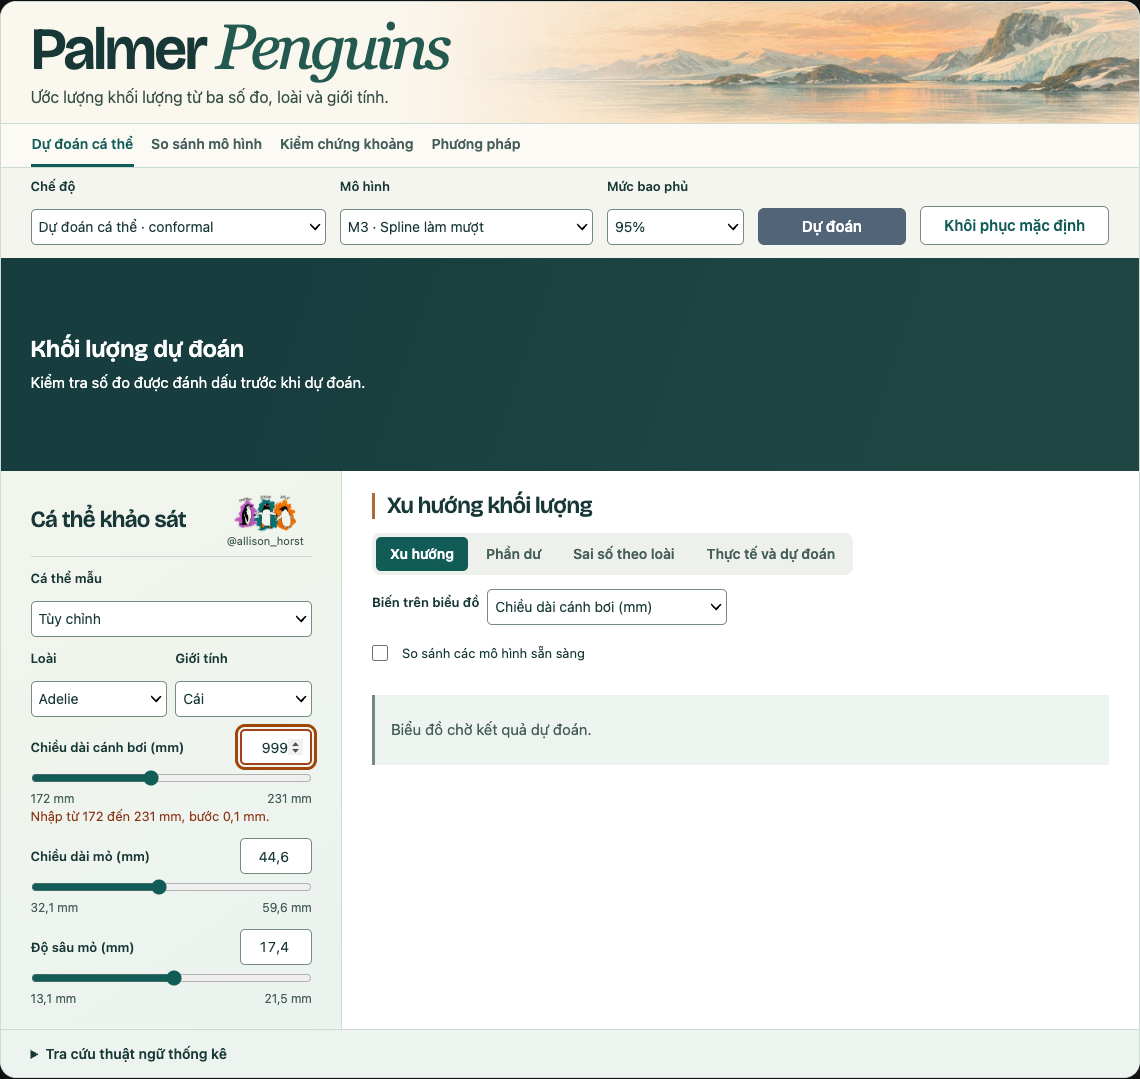 Palmer Penguins
Ước lượng khối lượng từ ba số đo, loài và giới tính.
Dự đoán cá thể
So sánh mô hình
Kiểm chứng khoảng
Phương pháp
Chế độ
Mô hình
Mức bao phủ
Dự đoán cá thể · conformal
M3 · Spline làm mượt
95%
Dự đoán
Khôi phục mặc định
Khối lượng dự đoán
Kiểm tra số đo được đánh dấu trước khi dự đoán.
Cá thể khảo sát
@allison_horst
Cá thể mẫu
Tùy chỉnh
Loài
Giới tính
Adelie
Cái
Chiều dài cánh bơi (mm)
999
172 mm
231 mm
Nhập từ 172 đến 231 mm, bước 0,1 mm.
Chiều dài mỏ (mm)
44,6
32,1 mm
59,6 mm
Độ sâu mỏ (mm)
17,4
13,1 mm
21,5 mm
Xu hướng khối lượng
Xu hướng
Phần dư
Sai số theo loài
Thực tế và dự đoán
Biến trên biểu đồ
Chiều dài cánh bơi (mm)
So sánh các mô hình sẵn sàng
Biểu đồ chờ kết quả dự đoán.
Tra cứu thuật ngữ thống kê